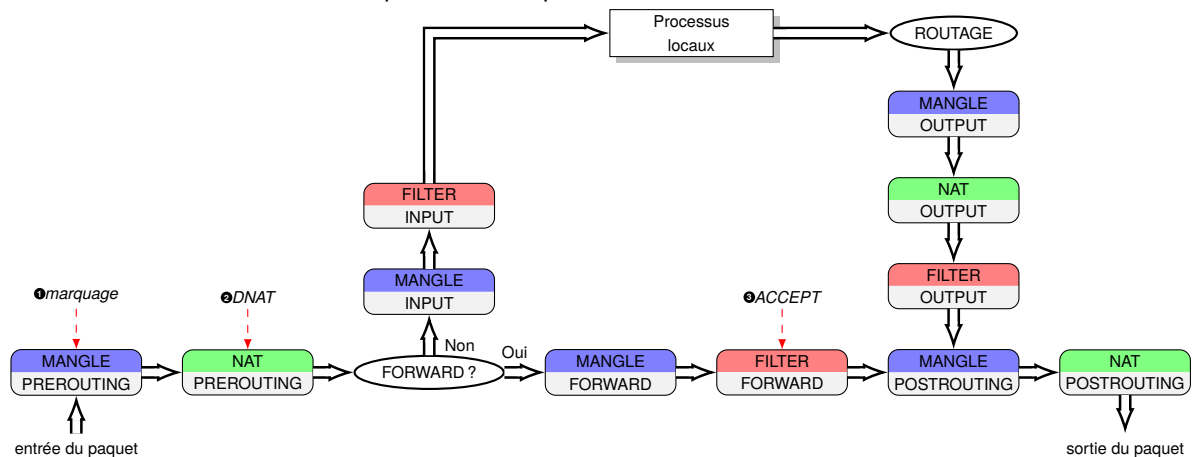 Processus
locaux
ROUTAGE
MANGLE
OUTPUT
NAT
OUTPUT
FILTER
INPUT
FILTER
OUTPUT
MANGLE
INPUT
❶marquage
❷DNAT
❸ACCEPT
Non
Oui
MANGLE
PREROUTING
NAT
PREROUTING
FORWARD ?
MANGLE
FORWARD
FILTER
FORWARD
MANGLE
POSTROUTING
NAT
POSTROUTING
entrée du paquet
sortie du paquet